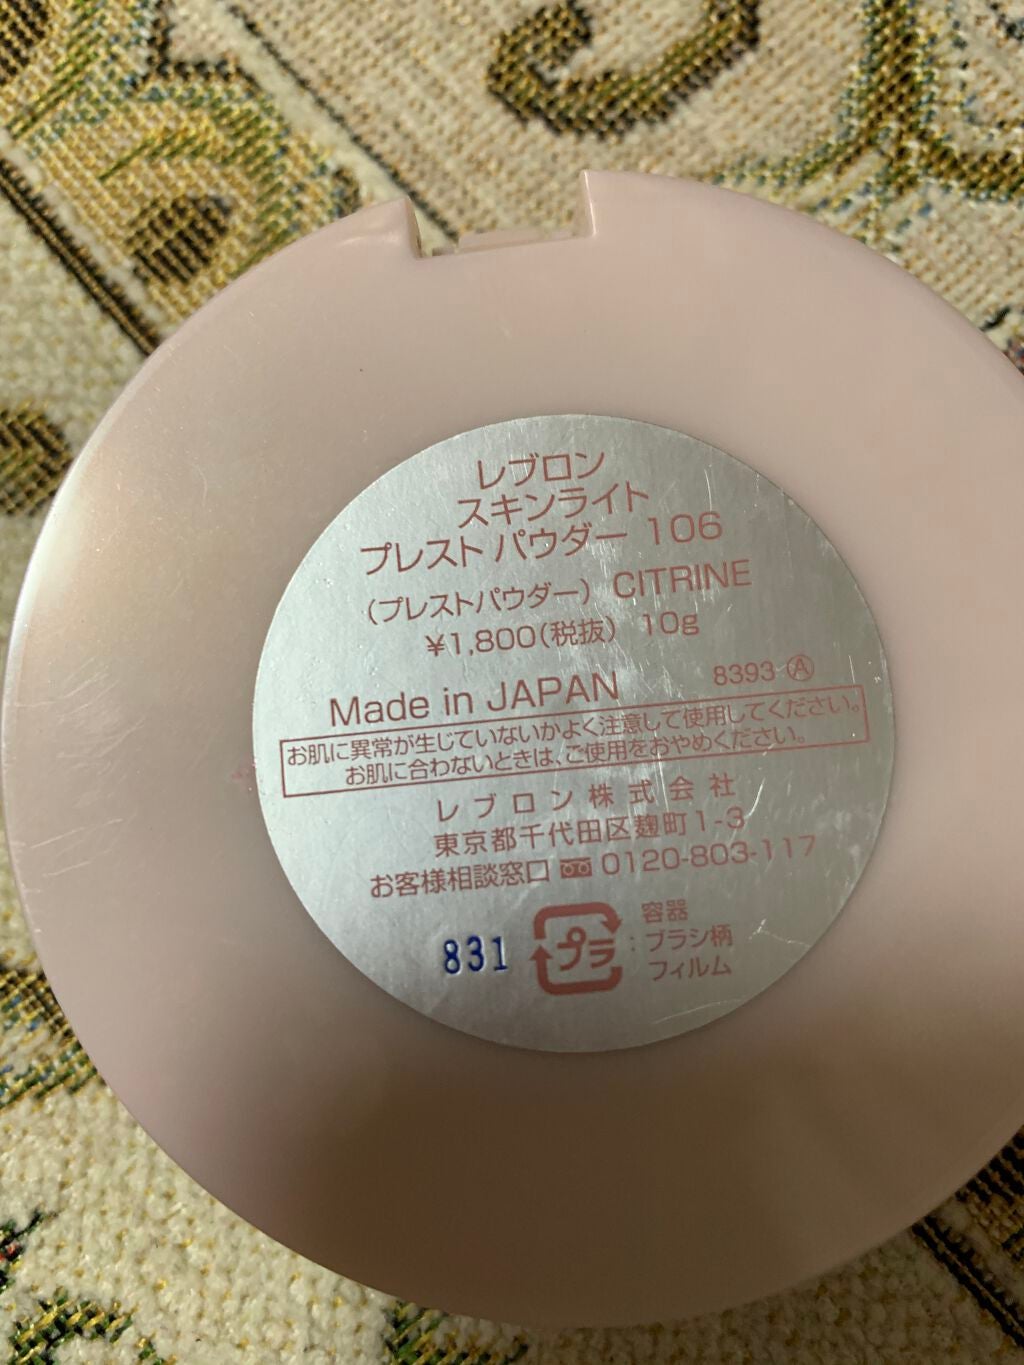 レブロン
スキンライト
プレスト パウダー 106
（プレストパウダー） CITRINE
¥1,800（税抜） 10g
Made in JAPAN 8393 Ⓐ
お肌に異常が生じていないかよく注意して使用してください。
お肌に合わないときは、ご使用をおやめください。
レブロン株式会社
東京都千代田区麹町1-3
お客様相談窓口 0120-803-117
831 プラ : 容器
ブラシ柄
フィルム